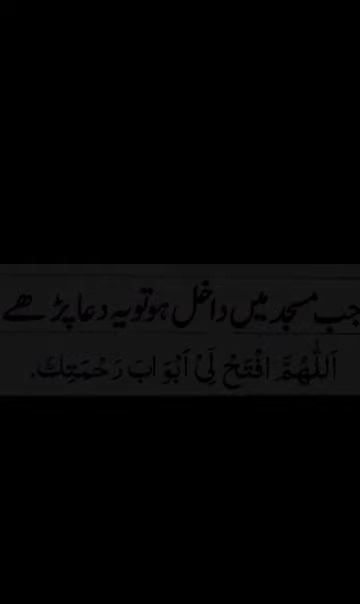 جب مسجد میں داخل ہو تو یہ دعا پڑھے
اَللّٰهُمَّ افْتَحْ لِیْ اَبْوَابَ رَحْمَتِكَ.